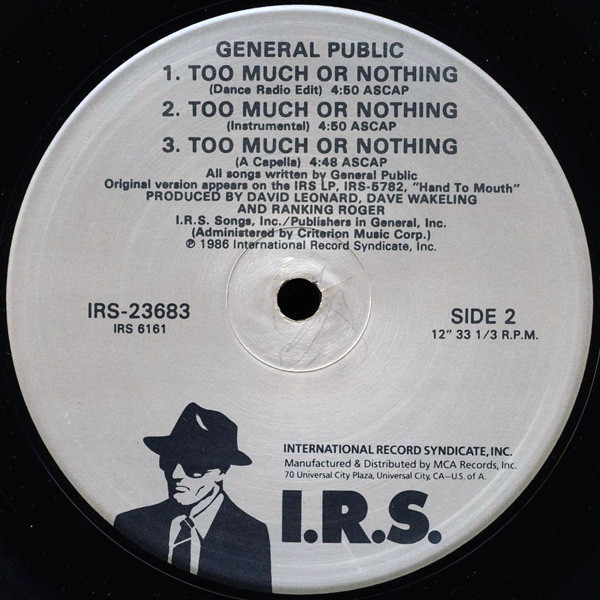 GENERAL PUBLIC
1. TOO MUCH OR NOTHING
(Dance Radio Edit) 4:50 ASCAP
2. TOO MUCH OR NOTHING
(Instrumental) 4:50 ASCAP
3. TOO MUCH OR NOTHING
(A Capella) 4:48 ASCAP
All songs written by General Public
Original version appears on the IRS LP, IRS-5782, "Hand To Mouth"
PRODUCED BY DAVID LEONARD, DAVE WAKELING
AND RANKING ROGER
I.R.S. Songs, Inc./Publishers in General, Inc.
(Administered by Criterion Music Corp.)
℗ 1986 International Record Syndicate, Inc.
IRS-23683
IRS 6161
SIDE 2
12" 33 1/3 R.P.M.
INTERNATIONAL RECORD SYNDICATE, INC.
Manufactured & Distributed by MCA Records, Inc.
70 Universal City Plaza, Universal City, CA—U.S. of A.
I.R.S.